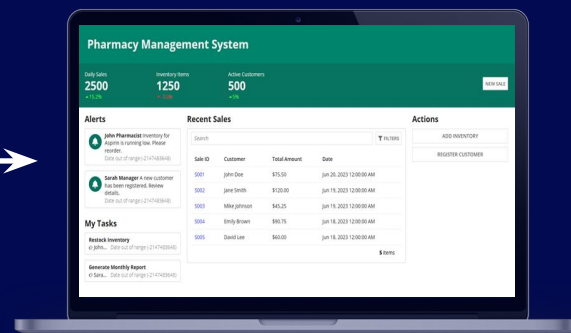 Pharmacy Management System
Daily Sales
2500
15.2%
Inventory Items
1250
Active Customers
500
5%
NEW SALE
Alerts
John Pharmacist Inventory for
Aspirin is running low. Please
reorder.
Date out of range (-2147483648)
Sarah Manager A new customer
has been registered. Review
details.
Date out of range (-2147483648)
My Tasks
Restock Inventory
John... Date out of range (-2147483648)
Generate Monthly Report
Sara... Date out of range (-2147483648)
Recent Sales
Search
FILTERS
Sale ID Customer Total Amount Date
S001 John Doe $75.50 Jun 20, 2023 12:00:00 AM
S002 Jane Smith $120.00 Jun 19, 2023 12:00:00 AM
S003 Mike Johnson $45.25 Jun 19, 2023 12:00:00 AM
S004 Emily Brown $90.75 Jun 18, 2023 12:00:00 AM
S005 David Lee $60.00 Jun 18, 2023 12:00:00 AM
5 items
Actions
ADD INVENTORY
REGISTER CUSTOMER